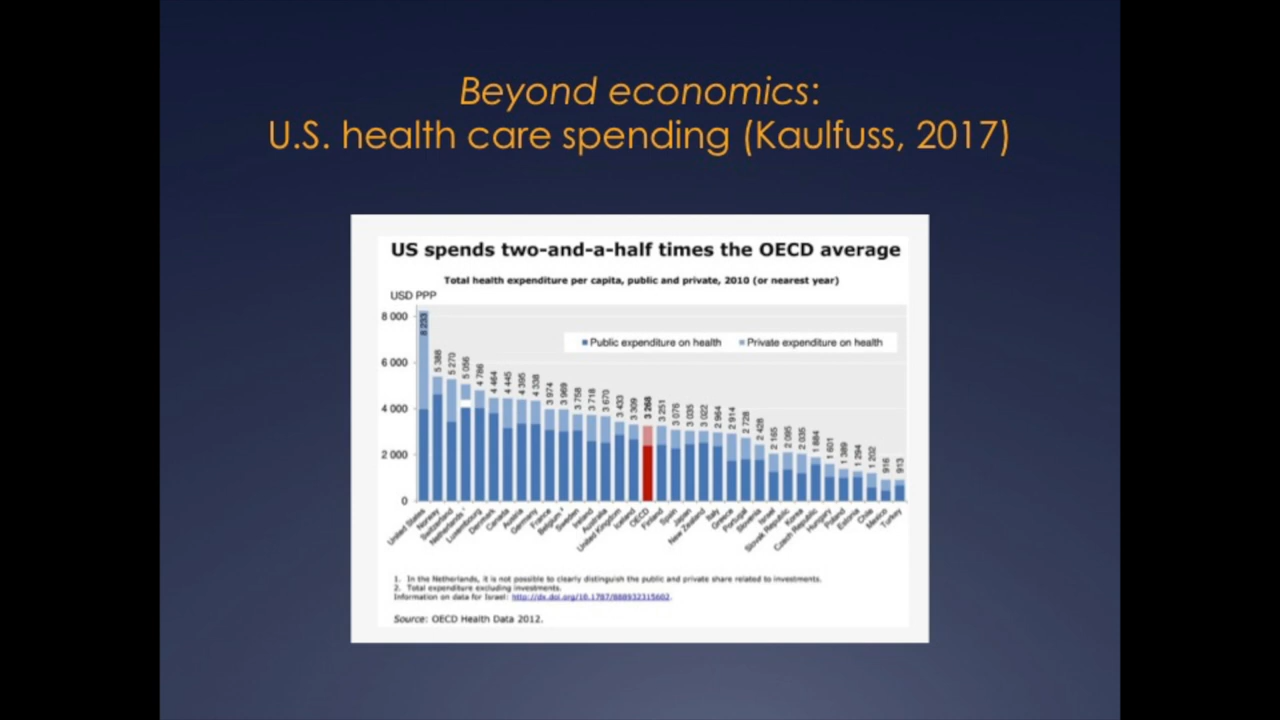 Beyond economics:
U.S. health care spending (Kaulfuss, 2017)
US spends two-and-a-half times the OECD average
Total health expenditure per capita, public and private, 2010 (or nearest year)
USD PPP
Public expenditure on health
Private expenditure on health
8 000
6 000
4 000
2 000
0
8 233
5 388
5 270
5 056
4 786
4 464
4 445
4 395
4 338
3 974
3 969
3 758
3 718
3 670
3 433
3 309
3 268
3 251
3 076
3 035
3 022
2 964
2 914
2 728
2 428
2 165
2 095
2 035
1 884
1 601
1 389
1 294
1 202
916
913
United States
Norway
Switzerland
Netherlands ¹
Luxembourg
Denmark
Canada
Austria
Germany
France
Belgium ²
Sweden
Ireland
Australia
United Kingdom
Iceland
OECD
Finland
Spain
Japan
New Zealand
Italy
Greece
Portugal
Slovenia
Israel
Slovak Republic
Korea
Czech Republic
Hungary
Poland
Estonia
Chile
Mexico
Turkey
1. In the Netherlands, it is not possible to clearly distinguish the public and private share related to investments.
2. Total expenditure excluding investments.
Information on data for Israel: http://dx.doi.org/10.1787/888932315602.
Source: OECD Health Data 2012.